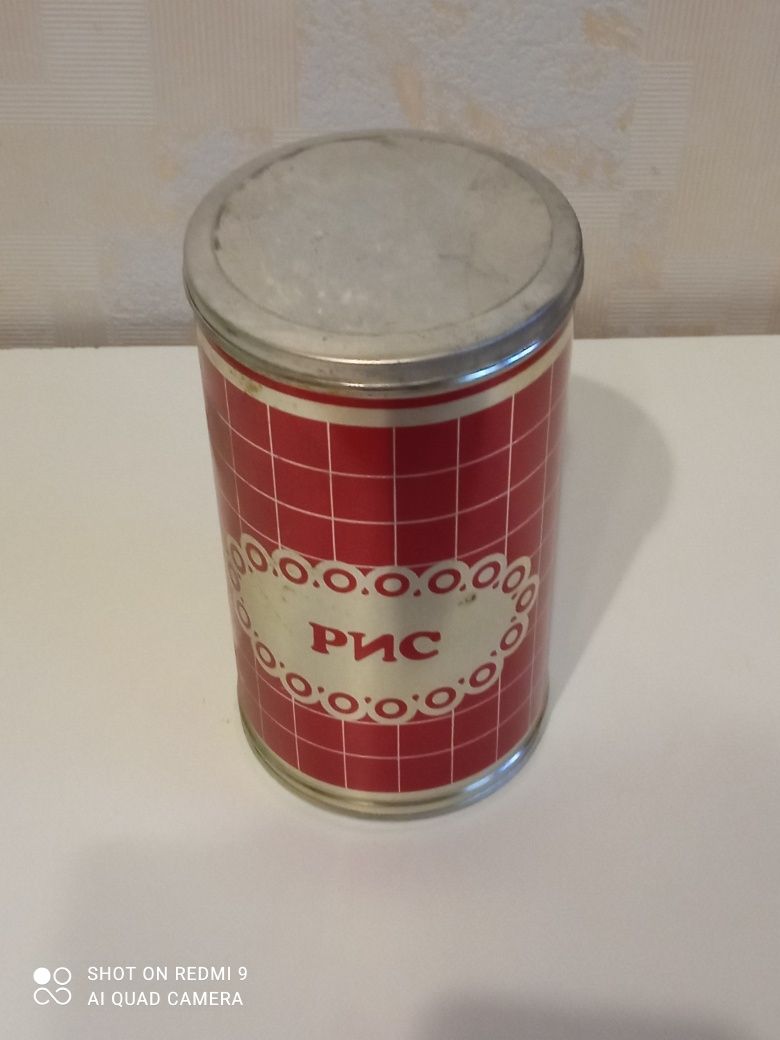 РИС
SHOT ON REDMI 9
AI QUAD CAMERA